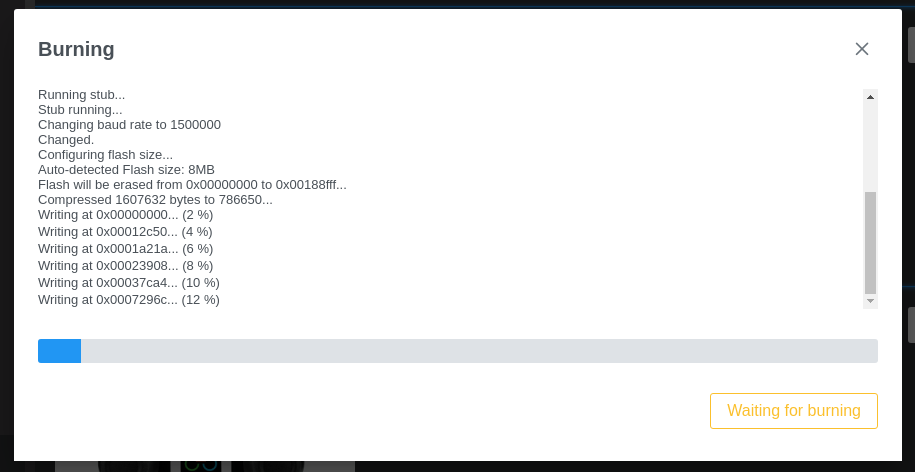 Burning
Running stub...
Stub running...
Changing baud rate to 1500000
Changed.
Configuring flash size...
Auto-detected Flash size: 8MB
Flash will be erased from 0x00000000 to 0x00188fff...
Compressed 1607632 bytes to 786650...
Writing at 0x00000000... (2 %)
Writing at 0x00012c50... (4 %)
Writing at 0x0001a21a... (6 %)
Writing at 0x00023908... (8 %)
Writing at 0x00037ca4... (10 %)
Writing at 0x0007296c... (12 %)
Waiting for burning